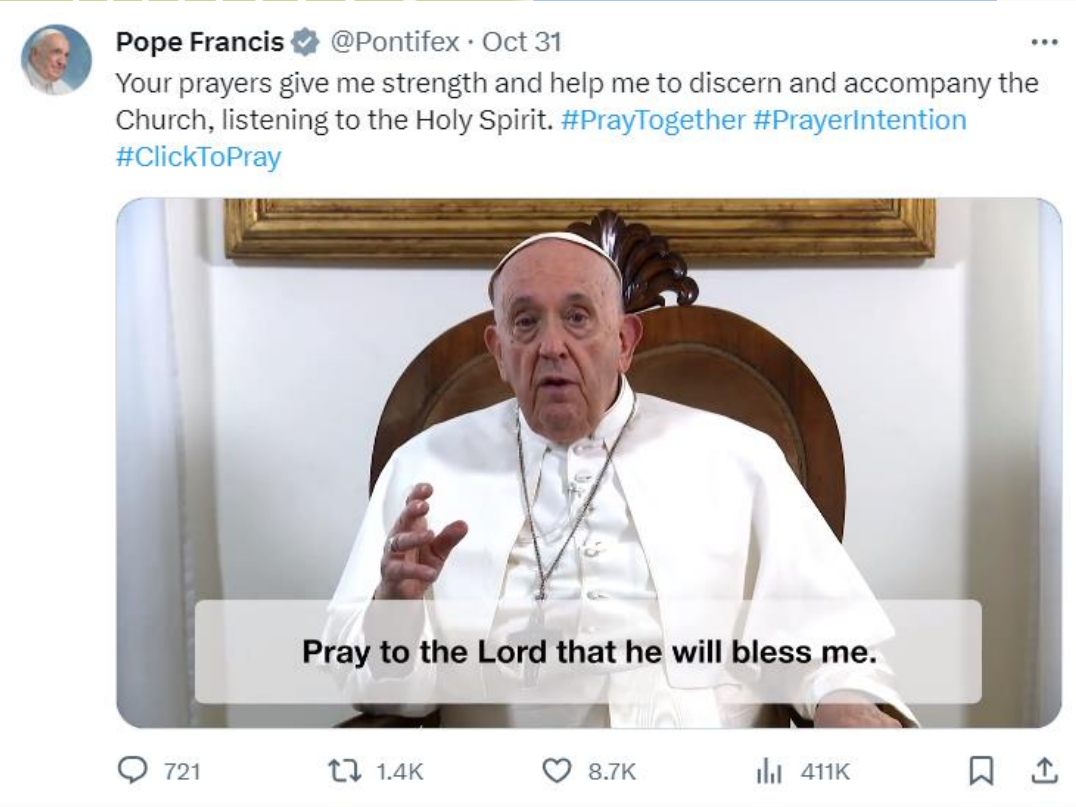 Pope Francis @Pontifex · Oct 31
Your prayers give me strength and help me to discern and accompany the
Church, listening to the Holy Spirit. #PrayTogether #PrayerIntention
#ClickToPray
Pray to the Lord that he will bless me.
721 1.4K 8.7K 411K